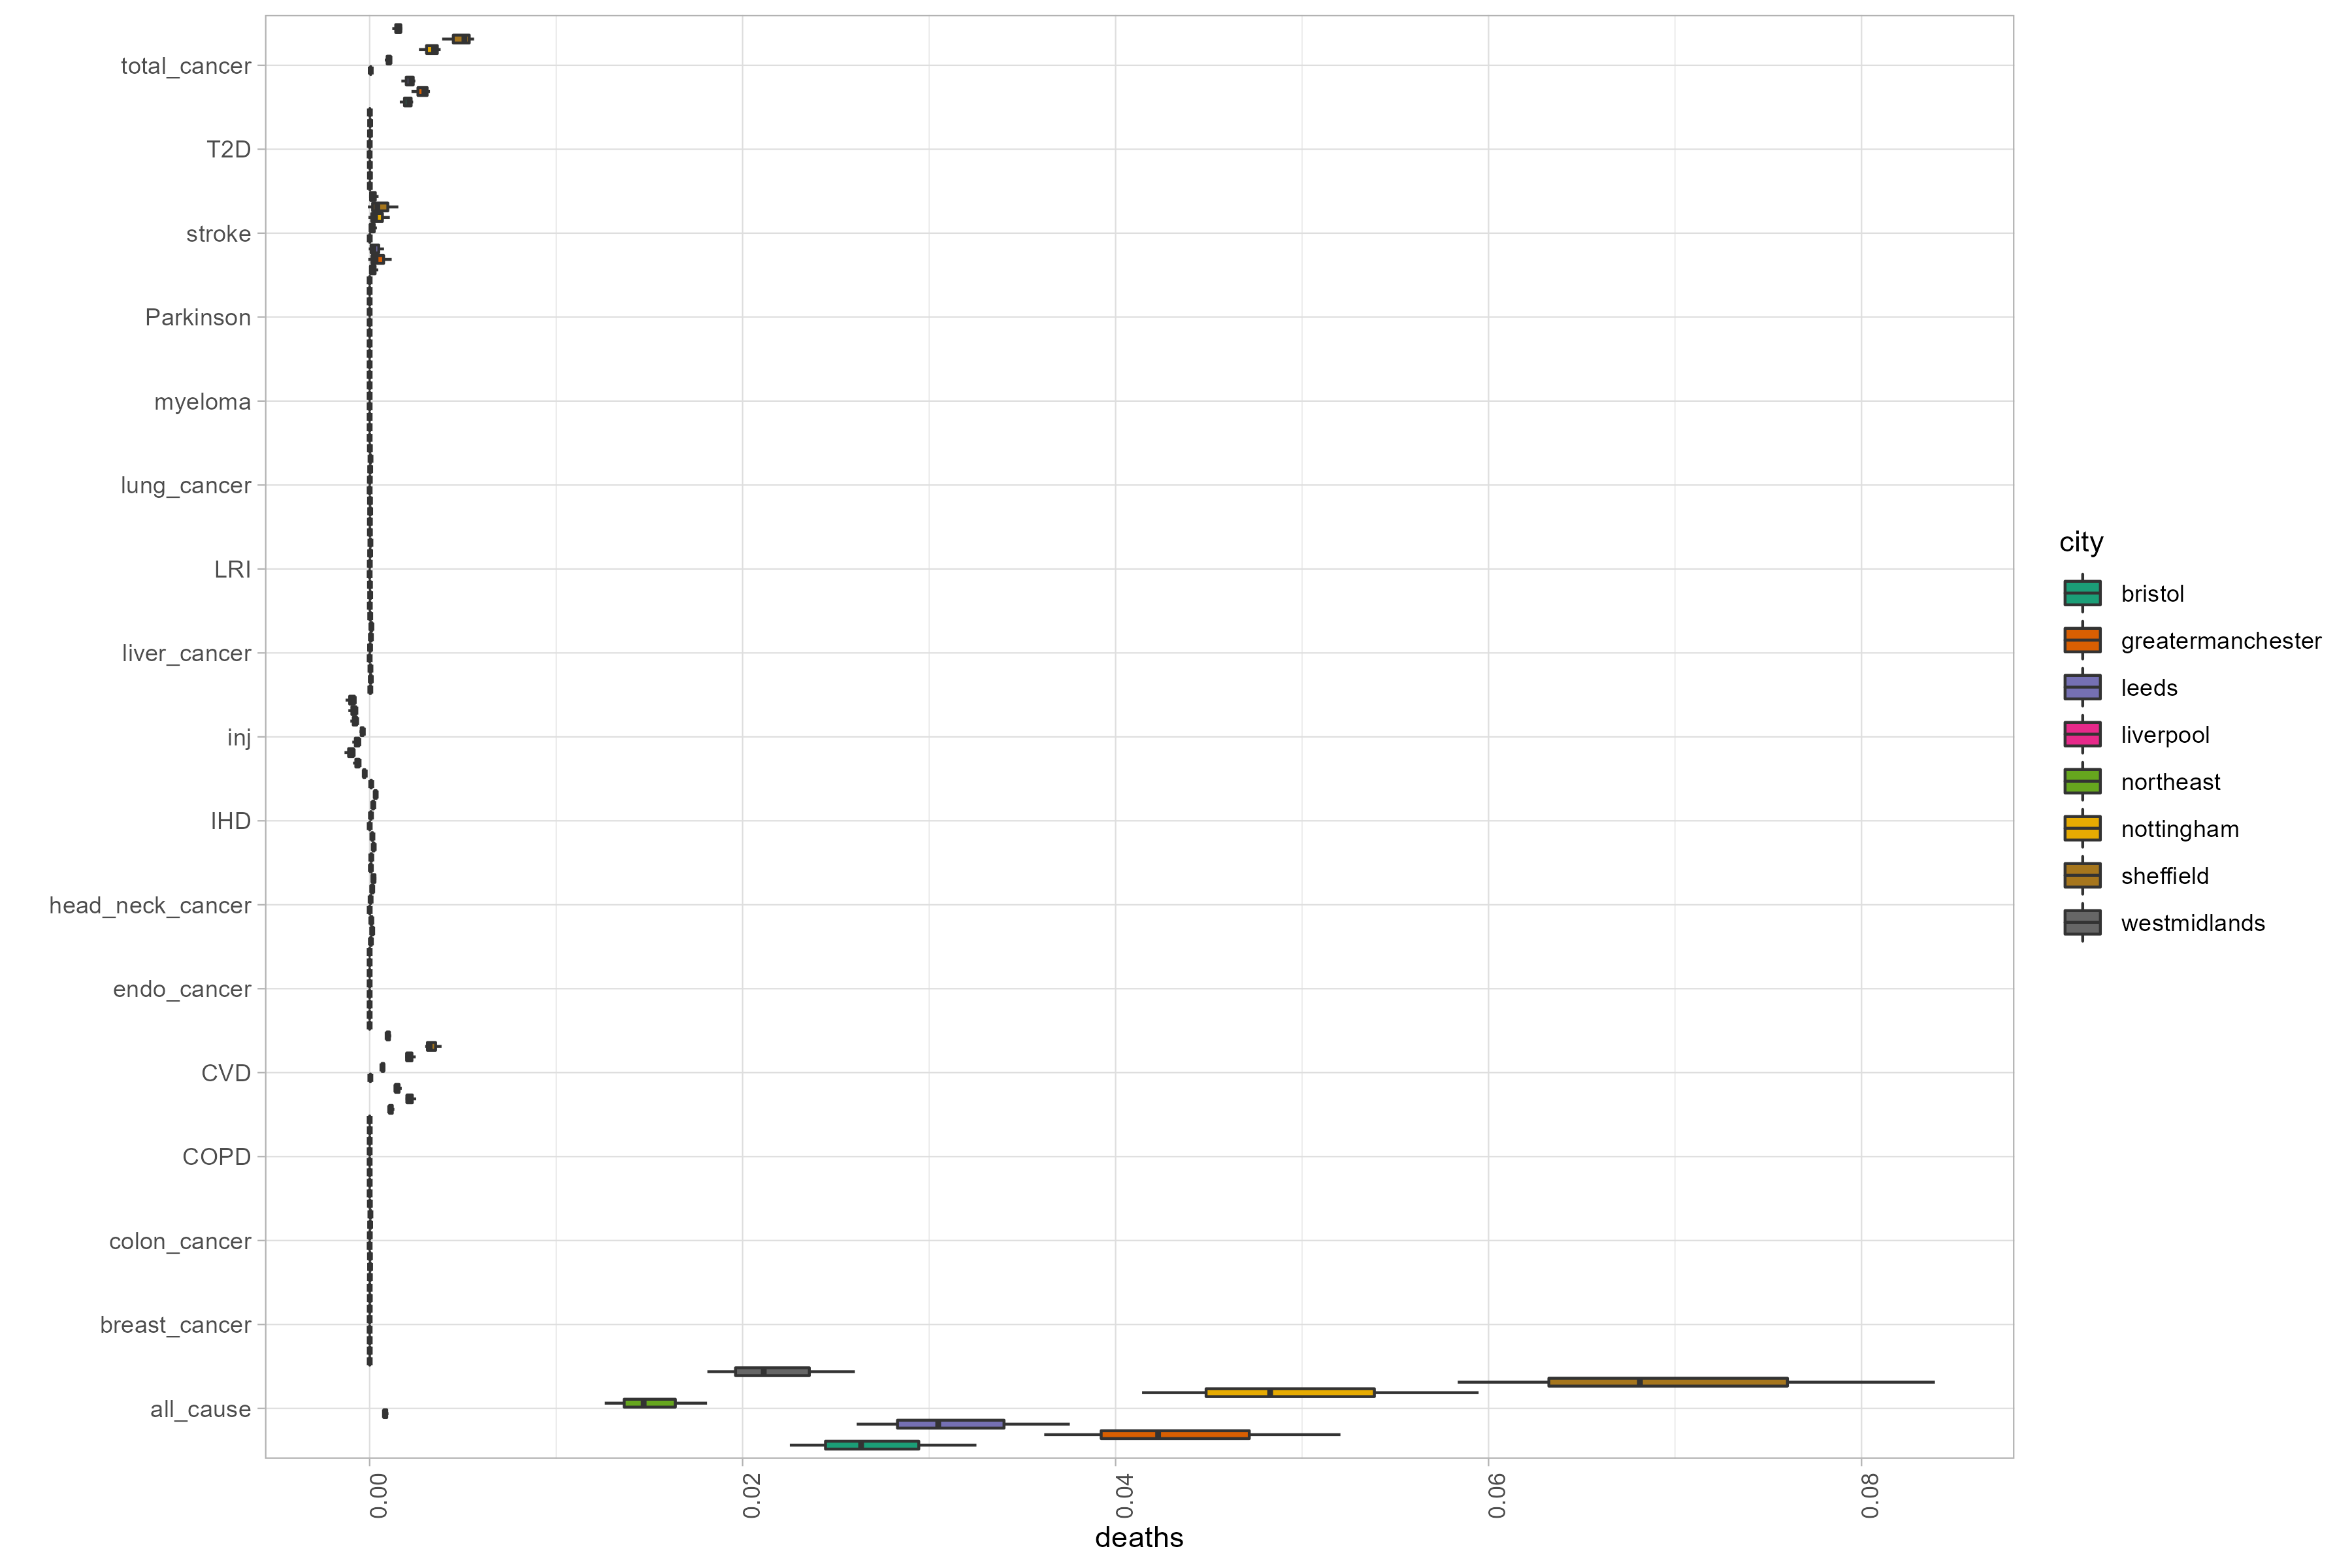 total_cancer
T2D
stroke
Parkinson
myeloma
lung_cancer
LRI
liver_cancer
inj
IHD
head_neck_cancer
endo_cancer
CVD
COPD
colon_cancer
breast_cancer
all_cause
0.00
0.02
0.04
0.06
0.08
deaths
city
bristol
greatermanchester
leeds
liverpool
northeast
nottingham
sheffield
westmidlands